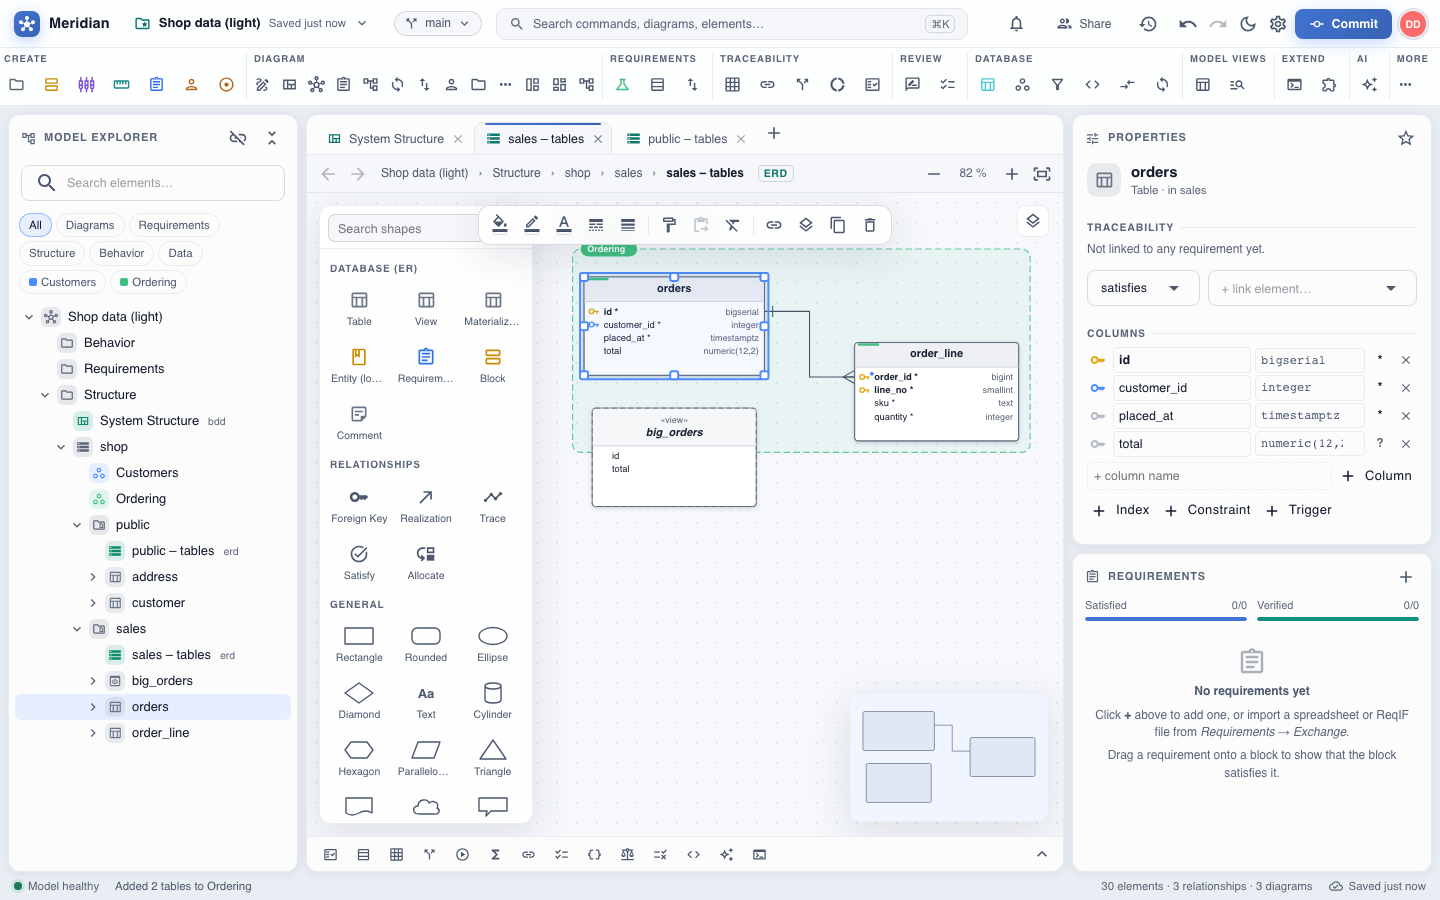 Meridian
Shop data (light) Saved just now
main
Search commands, diagrams, elements… ⌘K
Share
Commit
DD
CREATE DIAGRAM REQUIREMENTS TRACEABILITY REVIEW DATABASE MODEL VIEWS EXTEND AI MORE
MODEL EXPLORER
Search elements…
All Diagrams Requirements
Structure Behavior Data
Customers Ordering
Shop data (light)
Behavior
Requirements
Structure
System Structure bdd
shop
Customers
Ordering
public
public – tables erd
address
customer
sales
sales – tables erd
big_orders
orders
order_line
System Structure sales – tables public – tables
Shop data (light) › Structure › shop › sales › sales – tables ERD
82 %
Search shapes
DATABASE (ER)
Table View Materializ…
Entity (lo… Requirem… Block
Comment
RELATIONSHIPS
Foreign Key Realization Trace
Satisfy Allocate
GENERAL
Rectangle Rounded Ellipse
Diamond Text Cylinder
Aa
Hexagon Parallelo… Triangle
Ordering
orders
id * bigserial
customer_id * integer
placed_at * timestamptz
total numeric(12,2)
order_line
order_id * bigint
line_no * smallint
sku * text
quantity * integer
«view»
big_orders
id
total
PROPERTIES
orders
Table · in sales
TRACEABILITY
Not linked to any requirement yet.
satisfies + link element…
COLUMNS
id bigserial *
customer_id integer *
placed_at timestamptz *
total numeric(12,2 ?
+ column name + Column
+ Index + Constraint + Trigger
REQUIREMENTS
Satisfied 0/0 Verified 0/0
No requirements yet
Click + above to add one, or import a spreadsheet or ReqIF
file from Requirements → Exchange.
Drag a requirement onto a block to show that the block
satisfies it.
Model healthy Added 2 tables to Ordering
30 elements · 3 relationships · 3 diagrams Saved just now